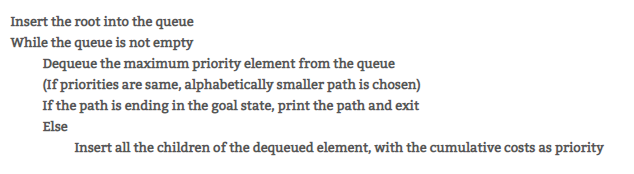 Insert the root into the queue
While the queue is not empty
Dequeue the maximum priority element from the queue
(If priorities are same, alphabetically smaller path is chosen)
If the path is ending in the goal state, print the path and exit
Else
Insert all the children of the dequeued element, with the cumulative costs as priority